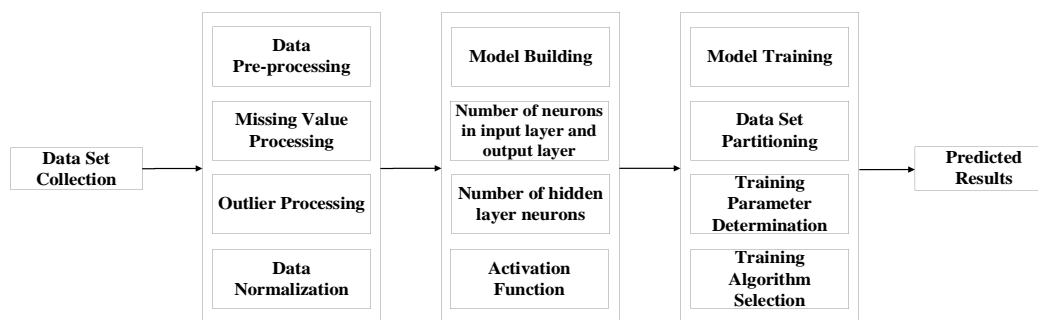 Data Set
Collection
Data
Pre-processing
Missing Value
Processing
Outlier Processing
Data
Normalization
Model Building
Number of neurons
in input layer and
output layer
Number of hidden
layer neurons
Activation
Function
Model Training
Data Set
Partitioning
Training
Parameter
Determination
Training
Algorithm
Selection
Predicted
Results